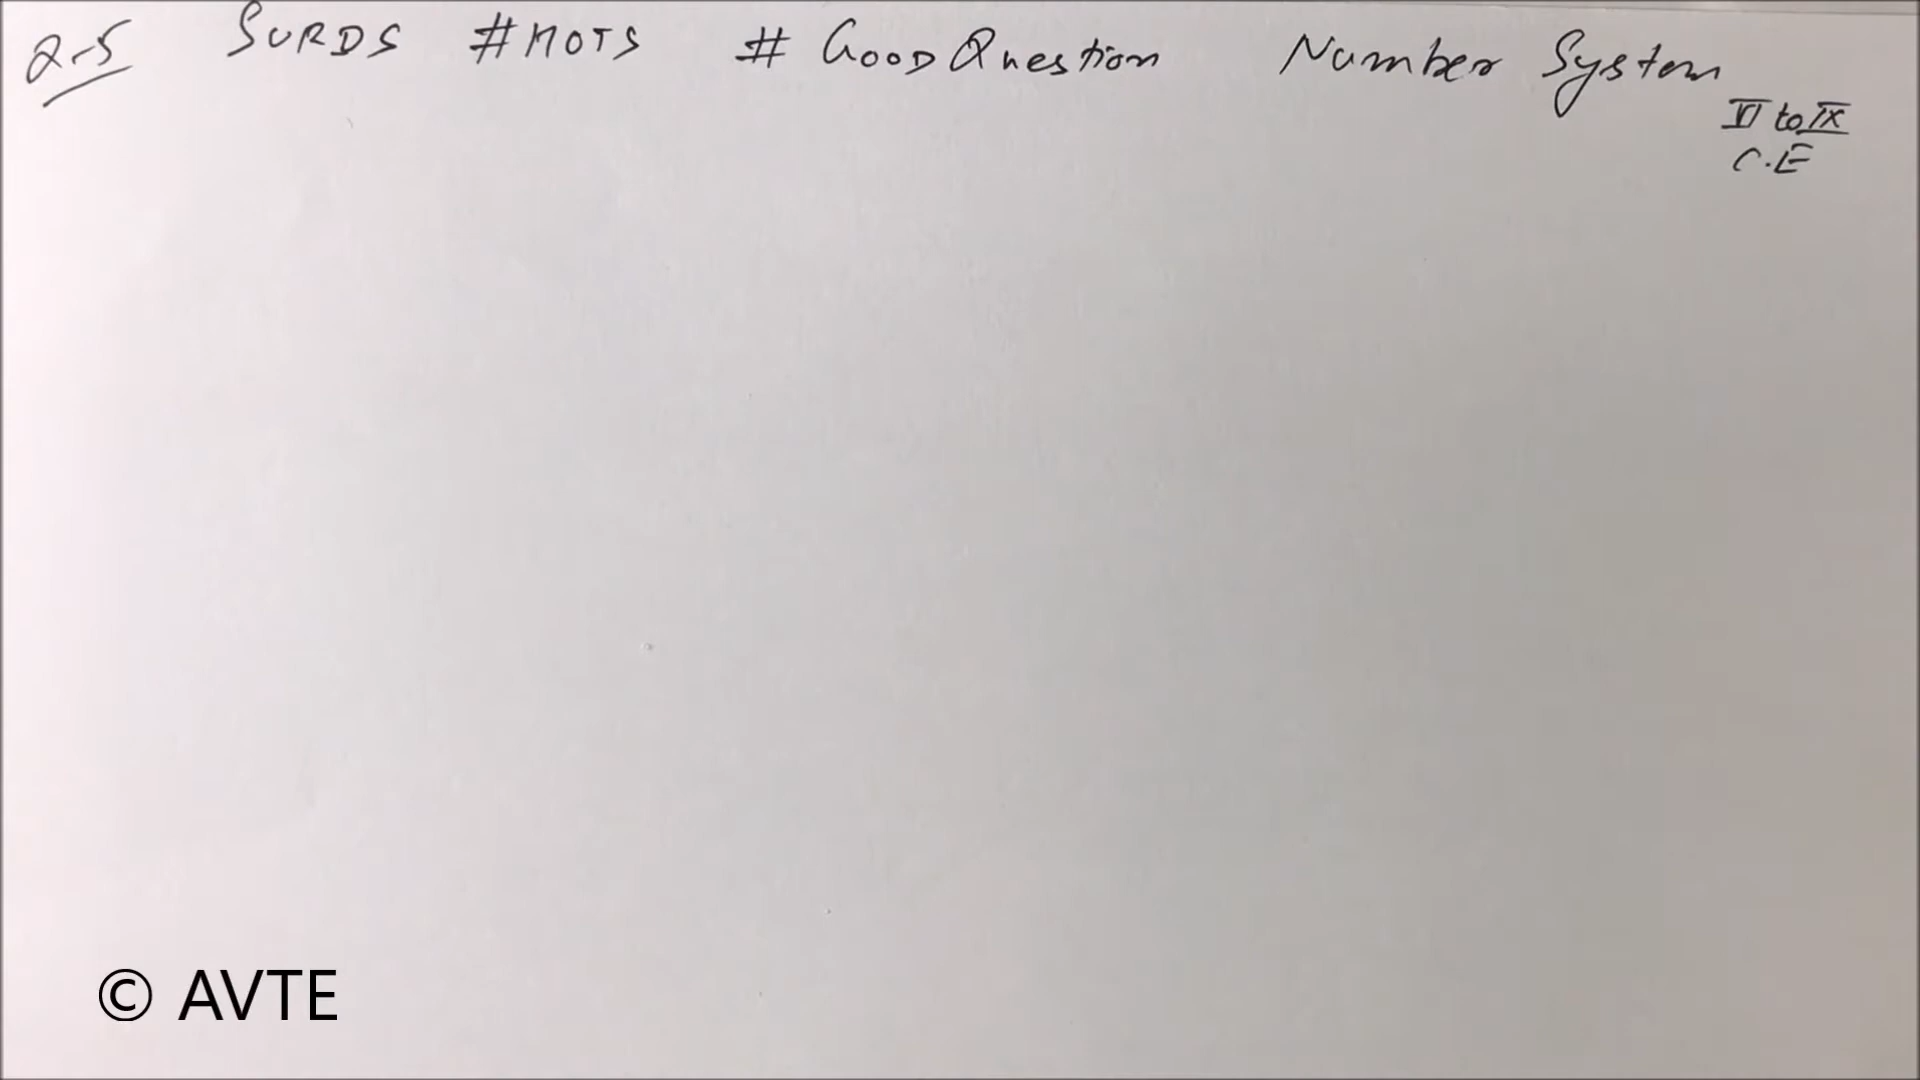 Q-5 SURDS #HOTS # GOOD Question Number System
VI to IX
C.E
© AVTE